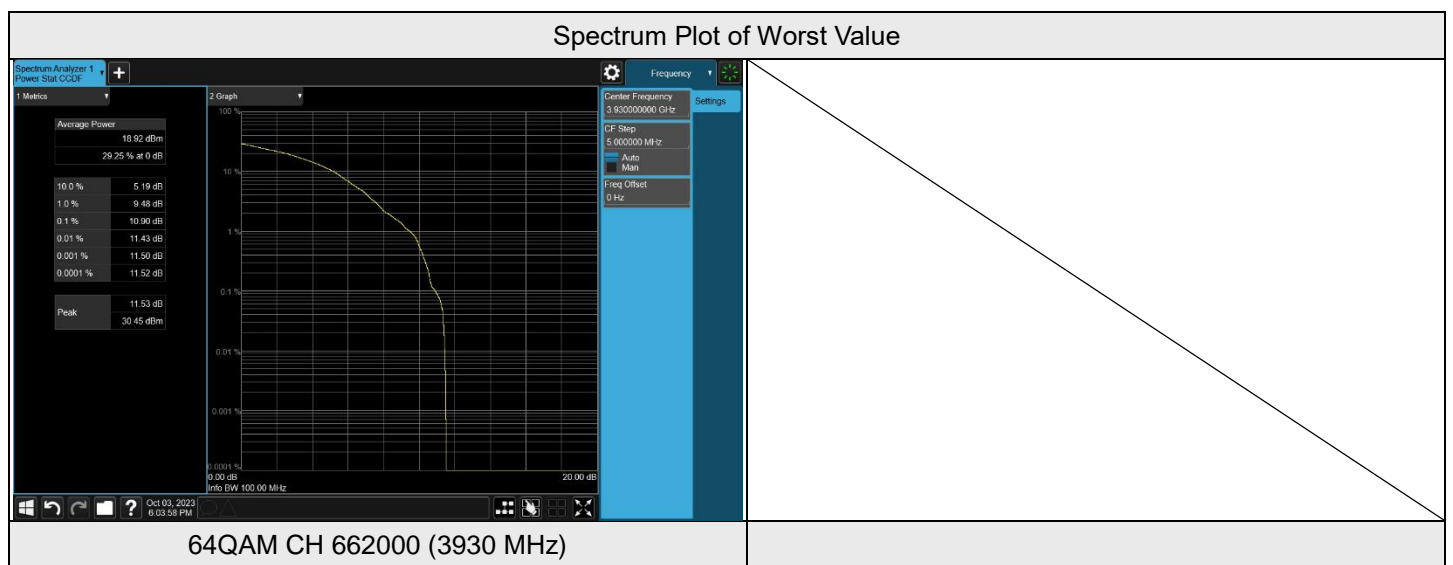 Spectrum Plot of Worst Value
Spectrum Analyzer 1
Power Stat CCDF
Frequency
1 Metrics
2 Graph
Center Frequency
3.930000000 GHz
Settings
CF Step
5.000000 MHz
Auto
Man
Freq Offset
0 Hz
Average Power
18.92 dBm
29.25 % at 0 dB
10.0 % 5.19 dB
1.0 % 9.48 dB
0.1 % 10.90 dB
0.01 % 11.43 dB
0.001 % 11.50 dB
0.0001 % 11.52 dB
Peak
11.53 dB
30.45 dBm
100 %
10 %
1 %
0.1 %
0.01 %
0.001 %
0.0001 %
0.00 dB
20.00 dB
Info BW 100.00 MHz
?
Oct 03, 2023
6:03:58 PM
64QAM CH 662000 (3930 MHz)